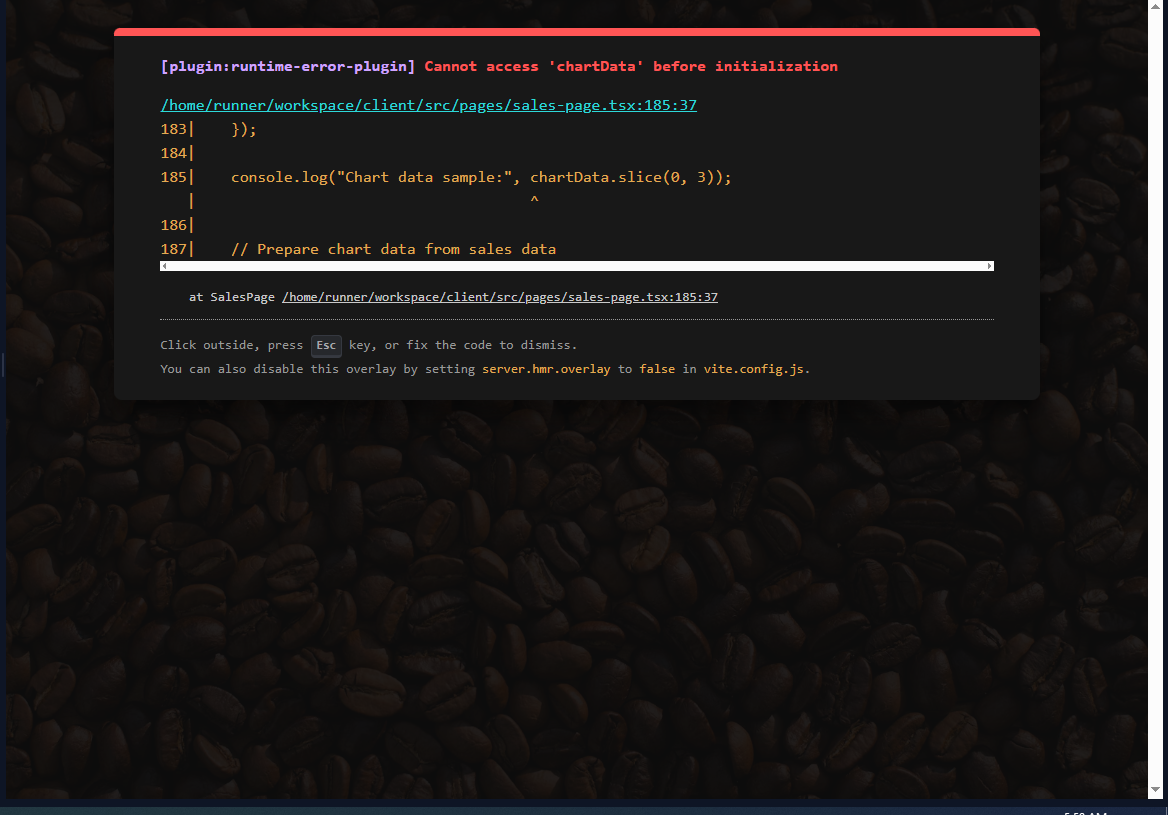 [plugin:runtime-error-plugin] Cannot access 'chartData' before initialization
/home/runner/workspace/client/src/pages/sales-page.tsx:185:37
183|    });
184|
185|    console.log("Chart data sample:", chartData.slice(0, 3));
   |                                      ^
186|
187|    // Prepare chart data from sales data
at SalesPage /home/runner/workspace/client/src/pages/sales-page.tsx:185:37
Click outside, press Esc key, or fix the code to dismiss.
You can also disable this overlay by setting server.hmr.overlay to false in vite.config.js.